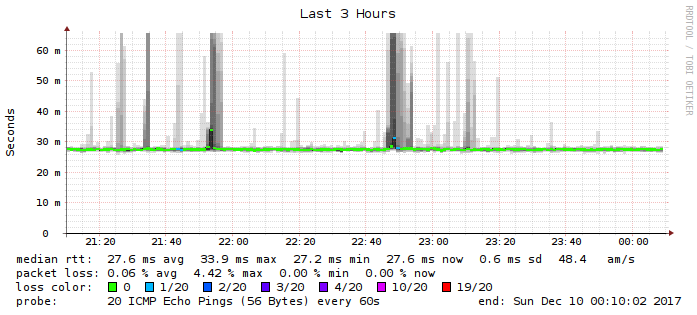 Last 3 Hours
RRDTOOL / TOBI OETIKER
Seconds
60 m
50 m
40 m
30 m
20 m
10 m
0
21:20 21:40 22:00 22:20 22:40 23:00 23:20 23:40 00:00
median rtt: 27.6 ms avg 33.9 ms max 27.2 ms min 27.6 ms now 0.6 ms sd 48.4 am/s
packet loss: 0.06 % avg 4.42 % max 0.00 % min 0.00 % now
loss color: 0 1/20 2/20 3/20 4/20 10/20 19/20
probe: 20 ICMP Echo Pings (56 Bytes) every 60s end: Sun Dec 10 00:10:02 2017